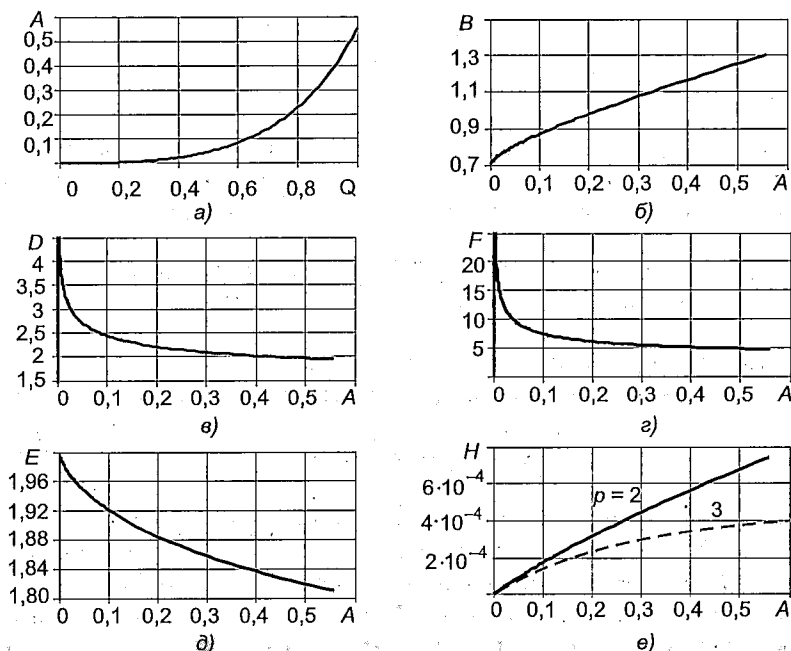 A
0,5
0,4
0,3
0,2
0,1
0 0,2 0,4 0,6 0,8 Q
а)
B
1,3
1,1
0,9
0,7
0 0,1 0,2 0,3 0,4 0,5 A
б)
D
4
3,5
3
2,5
2
1,5
0 0,1 0,2 0,3 0,4 0,5 A
в)
F
20
15
10
5
0 0,1 0,2 0,3 0,4 0,5 A
г)
E
1,96
1,92
1,88
1,84
1,80
0 0,1 0,2 0,3 0,4 0,5 A
д)
H
6·10⁻⁴
4·10⁻⁴
2·10⁻⁴
p = 2
3
0 0,1 0,2 0,3 0,4 0,5 A
е)